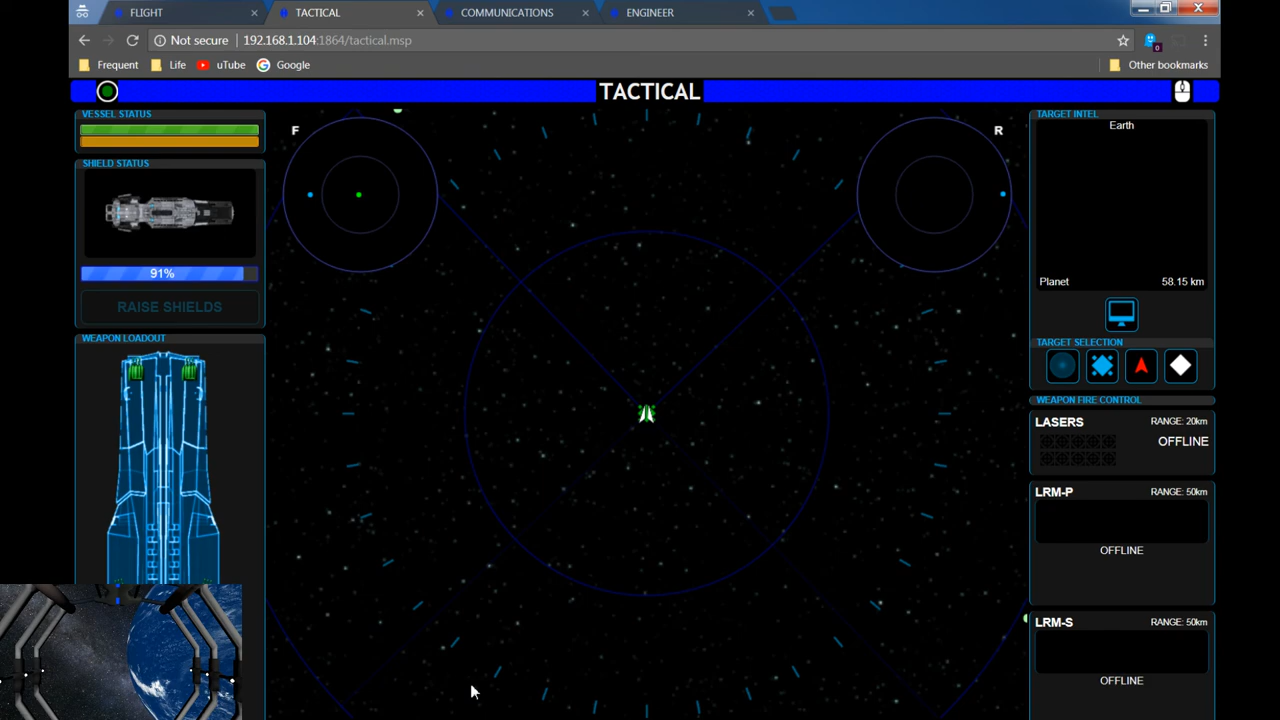 FLIGHT
TACTICAL
COMMUNICATIONS
ENGINEER
Not secure 192.168.1.104:1864/tactical.msp
0
Frequent Life uTube Google Other bookmarks
TACTICAL
VESSEL STATUS
SHIELD STATUS
91%
RAISE SHIELDS
WEAPON LOADOUT
F
R
TARGET INTEL
Earth
Planet 58.15 km
TARGET SELECTION
WEAPON FIRE CONTROL
LASERS RANGE: 20km
OFFLINE
LRM-P RANGE: 50km
OFFLINE
LRM-S RANGE: 50km
OFFLINE